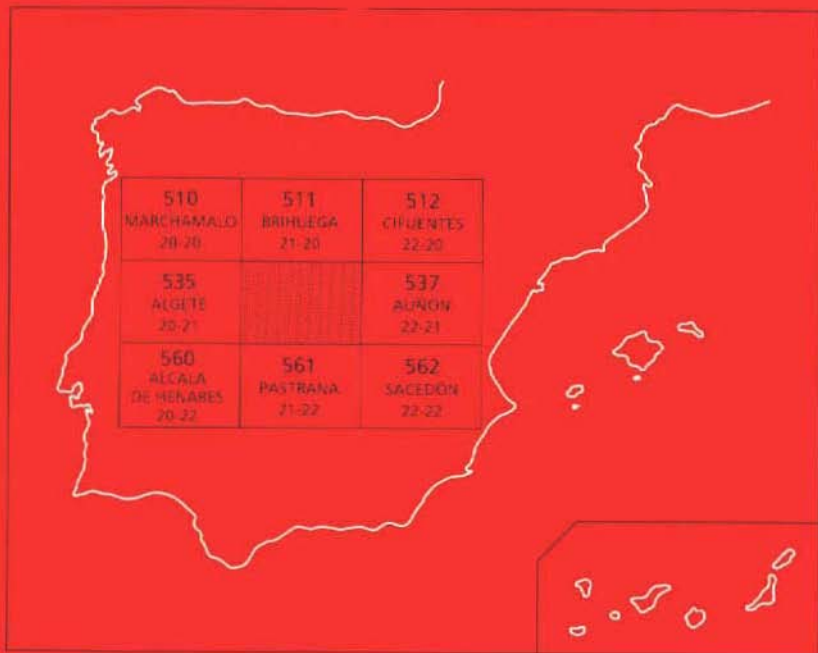 510
MARCHAMALO
20-20
511
BRIHUEGA
21-20
512
CIFUENTES
22-20
535
ALGETE
20-21
537
AUÑON
22-21
560
ALCALA
DE HENARES
20-22
561
PASTRANA
21-22
562
SACEDÓN
22-22